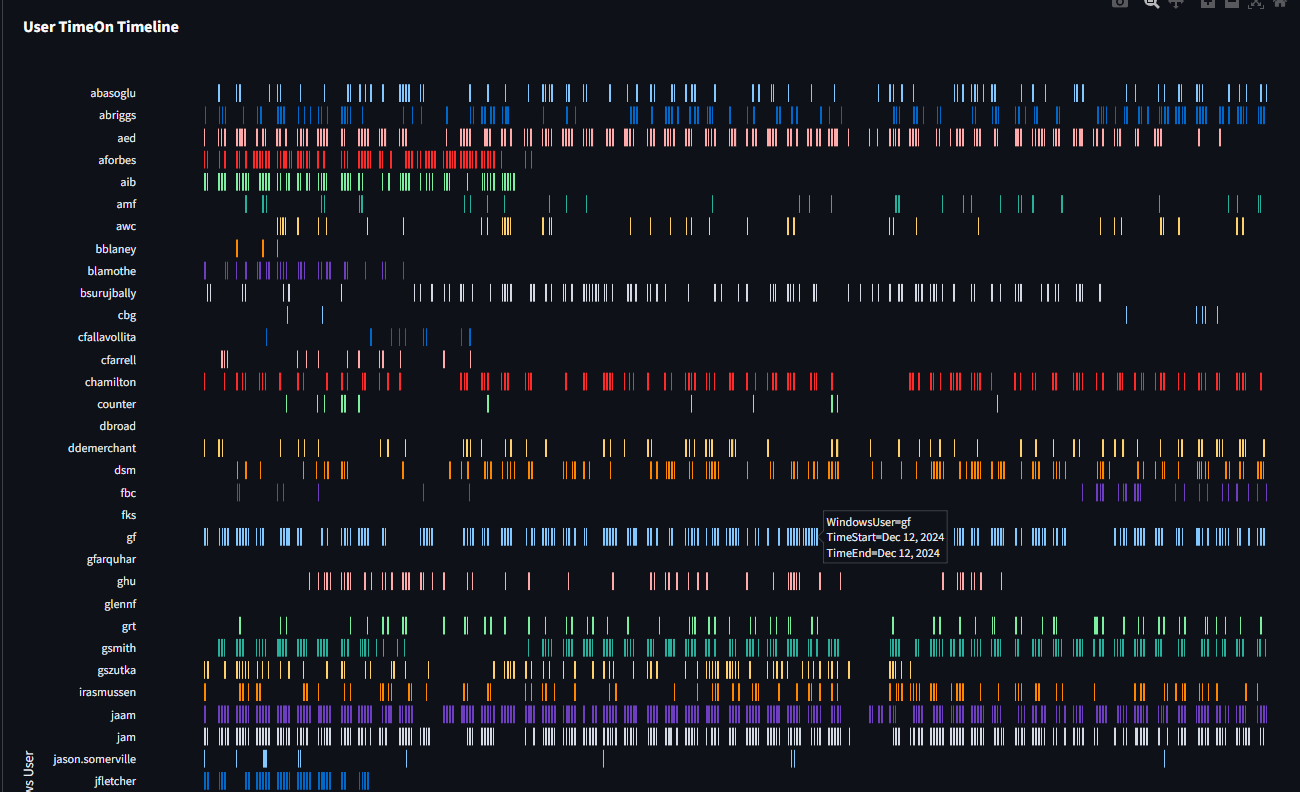 User TimeOn Timeline
abasoglu
abriggs
aed
aforbes
aib
amf
awc
bblaney
blamothe
bsurujbally
cbg
cfallavollita
cfarrell
chamilton
counter
dbroad
ddemerchant
dsm
fbc
fks
WindowsUser=gf
gf
TimeStart=Dec 12, 2024
TimeEnd=Dec 12, 2024
gfarquhar
ghu
glennf
grt
gsmith
gszutka
irasmussen
jaam
jam
jason.somerville
jfletcher
ws User